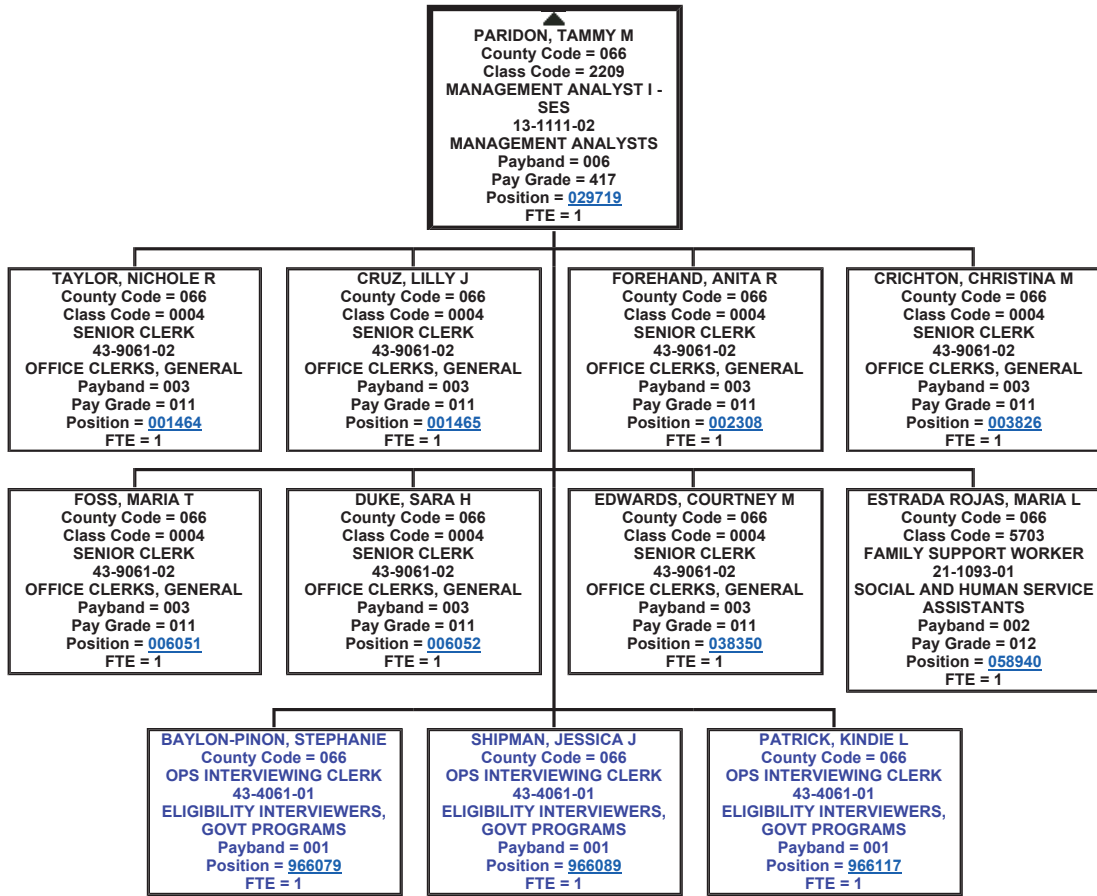 PARIDON, TAMMY M
County Code = 066
Class Code = 2209
MANAGEMENT ANALYST I -
SES
13-1111-02
MANAGEMENT ANALYSTS
Payband = 006
Pay Grade = 417
Position = 029719
FTE = 1
TAYLOR, NICHOLE R
County Code = 066
Class Code = 0004
SENIOR CLERK
43-9061-02
OFFICE CLERKS, GENERAL
Payband = 003
Pay Grade = 011
Position = 001464
FTE = 1
CRUZ, LILLY J
County Code = 066
Class Code = 0004
SENIOR CLERK
43-9061-02
OFFICE CLERKS, GENERAL
Payband = 003
Pay Grade = 011
Position = 001465
FTE = 1
FOREHAND, ANITA R
County Code = 066
Class Code = 0004
SENIOR CLERK
43-9061-02
OFFICE CLERKS, GENERAL
Payband = 003
Pay Grade = 011
Position = 002308
FTE = 1
CRICHTON, CHRISTINA M
County Code = 066
Class Code = 0004
SENIOR CLERK
43-9061-02
OFFICE CLERKS, GENERAL
Payband = 003
Pay Grade = 011
Position = 003826
FTE = 1
FOSS, MARIA T
County Code = 066
Class Code = 0004
SENIOR CLERK
43-9061-02
OFFICE CLERKS, GENERAL
Payband = 003
Pay Grade = 011
Position = 006051
FTE = 1
DUKE, SARA H
County Code = 066
Class Code = 0004
SENIOR CLERK
43-9061-02
OFFICE CLERKS, GENERAL
Payband = 003
Pay Grade = 011
Position = 006052
FTE = 1
EDWARDS, COURTNEY M
County Code = 066
Class Code = 0004
SENIOR CLERK
43-9061-02
OFFICE CLERKS, GENERAL
Payband = 003
Pay Grade = 011
Position = 038350
FTE = 1
ESTRADA ROJAS, MARIA L
County Code = 066
Class Code = 5703
FAMILY SUPPORT WORKER
21-1093-01
SOCIAL AND HUMAN SERVICE
ASSISTANTS
Payband = 002
Pay Grade = 012
Position = 058940
FTE = 1
BAYLON-PINON, STEPHANIE
County Code = 066
OPS INTERVIEWING CLERK
43-4061-01
ELIGIBILITY INTERVIEWERS,
GOVT PROGRAMS
Payband = 001
Position = 966079
FTE = 1
SHIPMAN, JESSICA J
County Code = 066
OPS INTERVIEWING CLERK
43-4061-01
ELIGIBILITY INTERVIEWERS,
GOVT PROGRAMS
Payband = 001
Position = 966089
FTE = 1
PATRICK, KINDIE L
County Code = 066
OPS INTERVIEWING CLERK
43-4061-01
ELIGIBILITY INTERVIEWERS,
GOVT PROGRAMS
Payband = 001
Position = 966117
FTE = 1